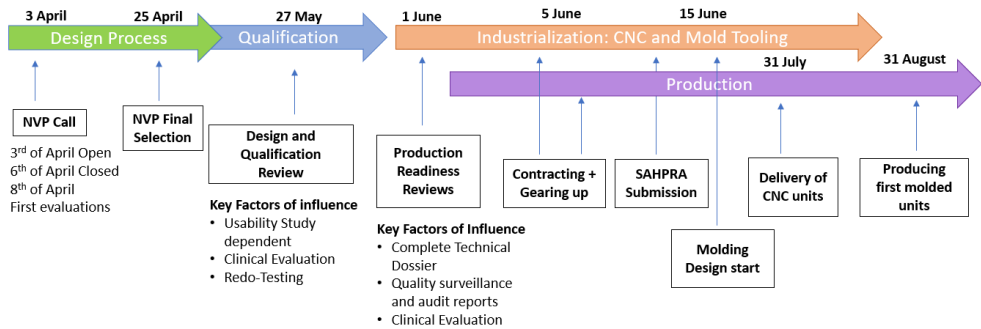 3 April
25 April
27 May
1 June
5 June
15 June
Design Process
Qualification
Industrialization: CNC and Mold Tooling
31 July
31 August
Production
NVP Call
3rd of April Open
6th of April Closed
8th of April
First evaluations
NVP Final
Selection
Design and
Qualification
Review
Key Factors of influence
• Usability Study
dependent
• Clinical Evaluation
• Redo-Testing
Production
Readiness
Reviews
Key Factors of Influence
• Complete Technical
Dossier
• Quality surveillance
and audit reports
• Clinical Evaluation
Contracting +
Gearing up
SAHPRA
Submission
Molding
Design start
Delivery of
CNC units
Producing
first molded
units